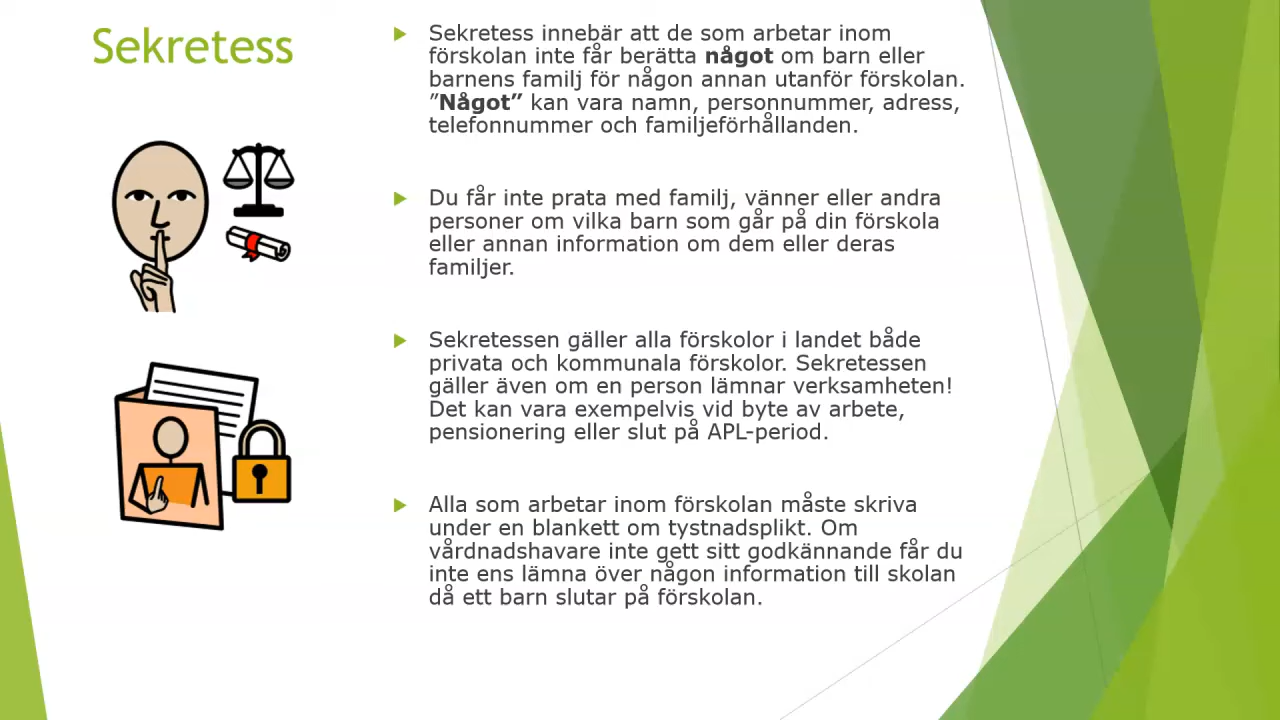 Sekretess
Sekretess innebär att de som arbetar inom
förskolan inte får berätta något om barn eller
barnens familj för någon annan utanför förskolan.
”Något” kan vara namn, personnummer, adress,
telefonnummer och familjeförhållanden.
Du får inte prata med familj, vänner eller andra
personer om vilka barn som går på din förskola
eller annan information om dem eller deras
familjer.
Sekretessen gäller alla förskolor i landet både
privata och kommunala förskolor. Sekretessen
gäller även om en person lämnar verksamheten!
Det kan vara exempelvis vid byte av arbete,
pensionering eller slut på APL-period.
Alla som arbetar inom förskolan måste skriva
under en blankett om tystnadsplikt. Om
vårdnadshavare inte gett sitt godkännande får du
inte ens lämna över någon information till skolan
då ett barn slutar på förskolan.